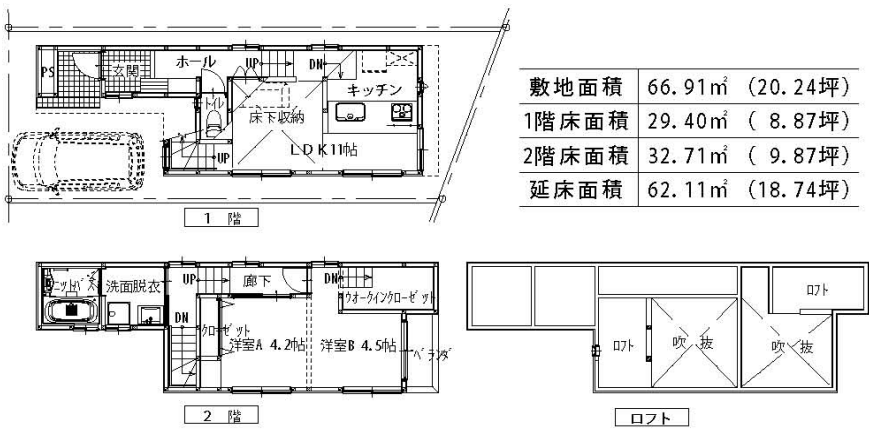 ホール
UP
DN
PS
玄関
キッチン
トイレ
床下収納
LDK11帖
UP
1 階
敷地面積 66.91㎡ (20.24坪)
1階床面積 29.40㎡ ( 8.87坪)
2階床面積 32.71㎡ ( 9.87坪)
延床面積 62.11㎡ (18.74坪)
ユニットバス
洗面脱衣
UP
廊下
DN
ウオークインクローゼット
DN
クローゼット
洋室A 4.2帖
洋室B 4.5帖
ベランダ
2 階
ロフト
ロフト
吹抜
吹抜
ロフト